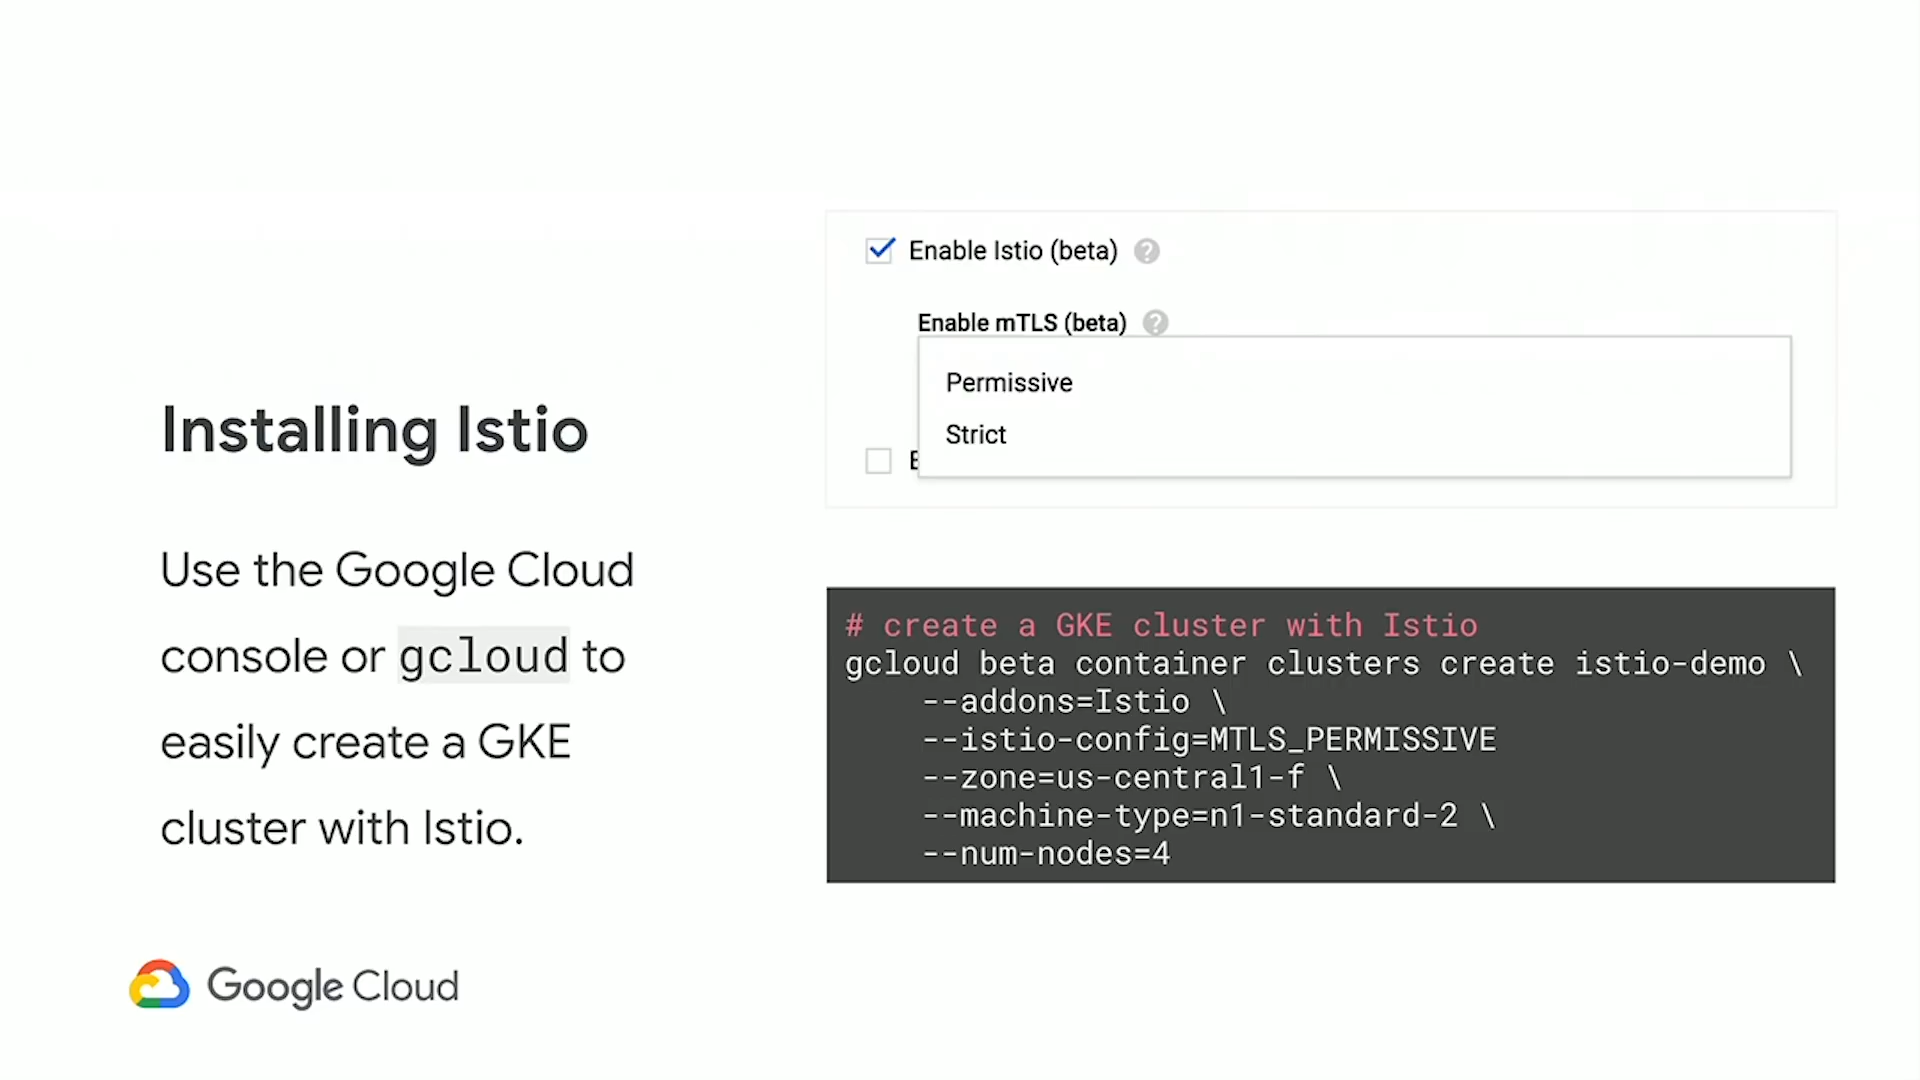 Installing Istio
Use the Google Cloud
console or gcloud to
easily create a GKE
cluster with Istio.
Google Cloud
Enable Istio (beta) ?
Enable mTLS (beta) ?
Permissive
Strict
# create a GKE cluster with Istio
gcloud beta container clusters create istio-demo \
--addons=Istio \
--istio-config=MTLS_PERMISSIVE
--zone=us-central1-f \
--machine-type=n1-standard-2 \
--num-nodes=4